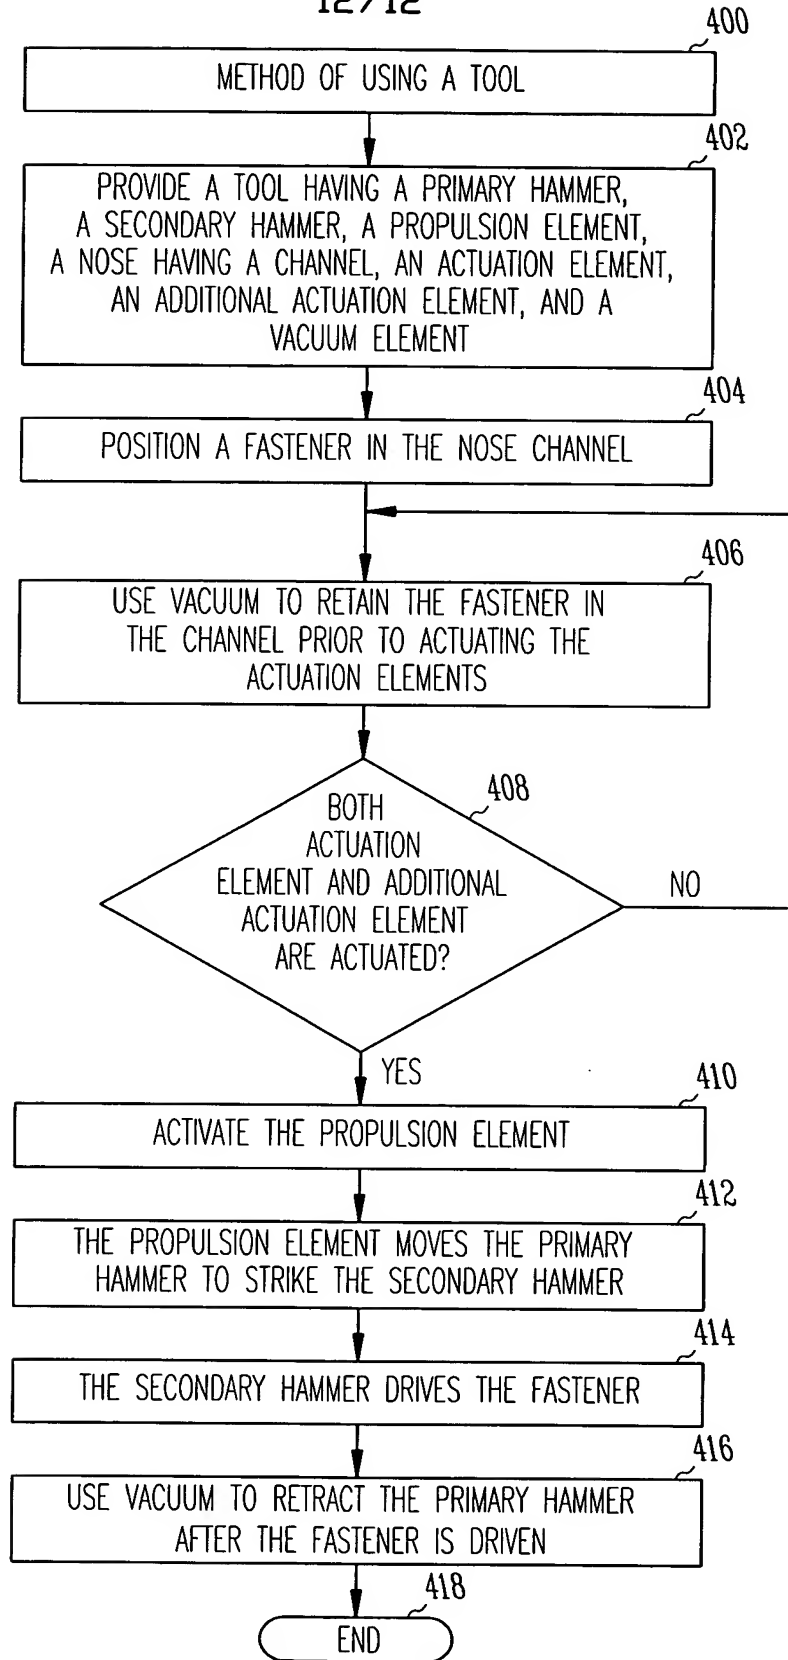 12/12
400
METHOD OF USING A TOOL
402
PROVIDE A TOOL HAVING A PRIMARY HAMMER,
A SECONDARY HAMMER, A PROPULSION ELEMENT,
A NOSE HAVING A CHANNEL, AN ACTUATION ELEMENT,
AN ADDITIONAL ACTUATION ELEMENT, AND A
VACUUM ELEMENT
404
POSITION A FASTENER IN THE NOSE CHANNEL
406
USE VACUUM TO RETAIN THE FASTENER IN
THE CHANNEL PRIOR TO ACTUATING THE
ACTUATION ELEMENTS
408
BOTH
ACTUATION
ELEMENT AND ADDITIONAL
ACTUATION ELEMENT
ARE ACTUATED?
NO
YES
410
ACTIVATE THE PROPULSION ELEMENT
412
THE PROPULSION ELEMENT MOVES THE PRIMARY
HAMMER TO STRIKE THE SECONDARY HAMMER
414
THE SECONDARY HAMMER DRIVES THE FASTENER
416
USE VACUUM TO RETRACT THE PRIMARY HAMMER
AFTER THE FASTENER IS DRIVEN
418
END